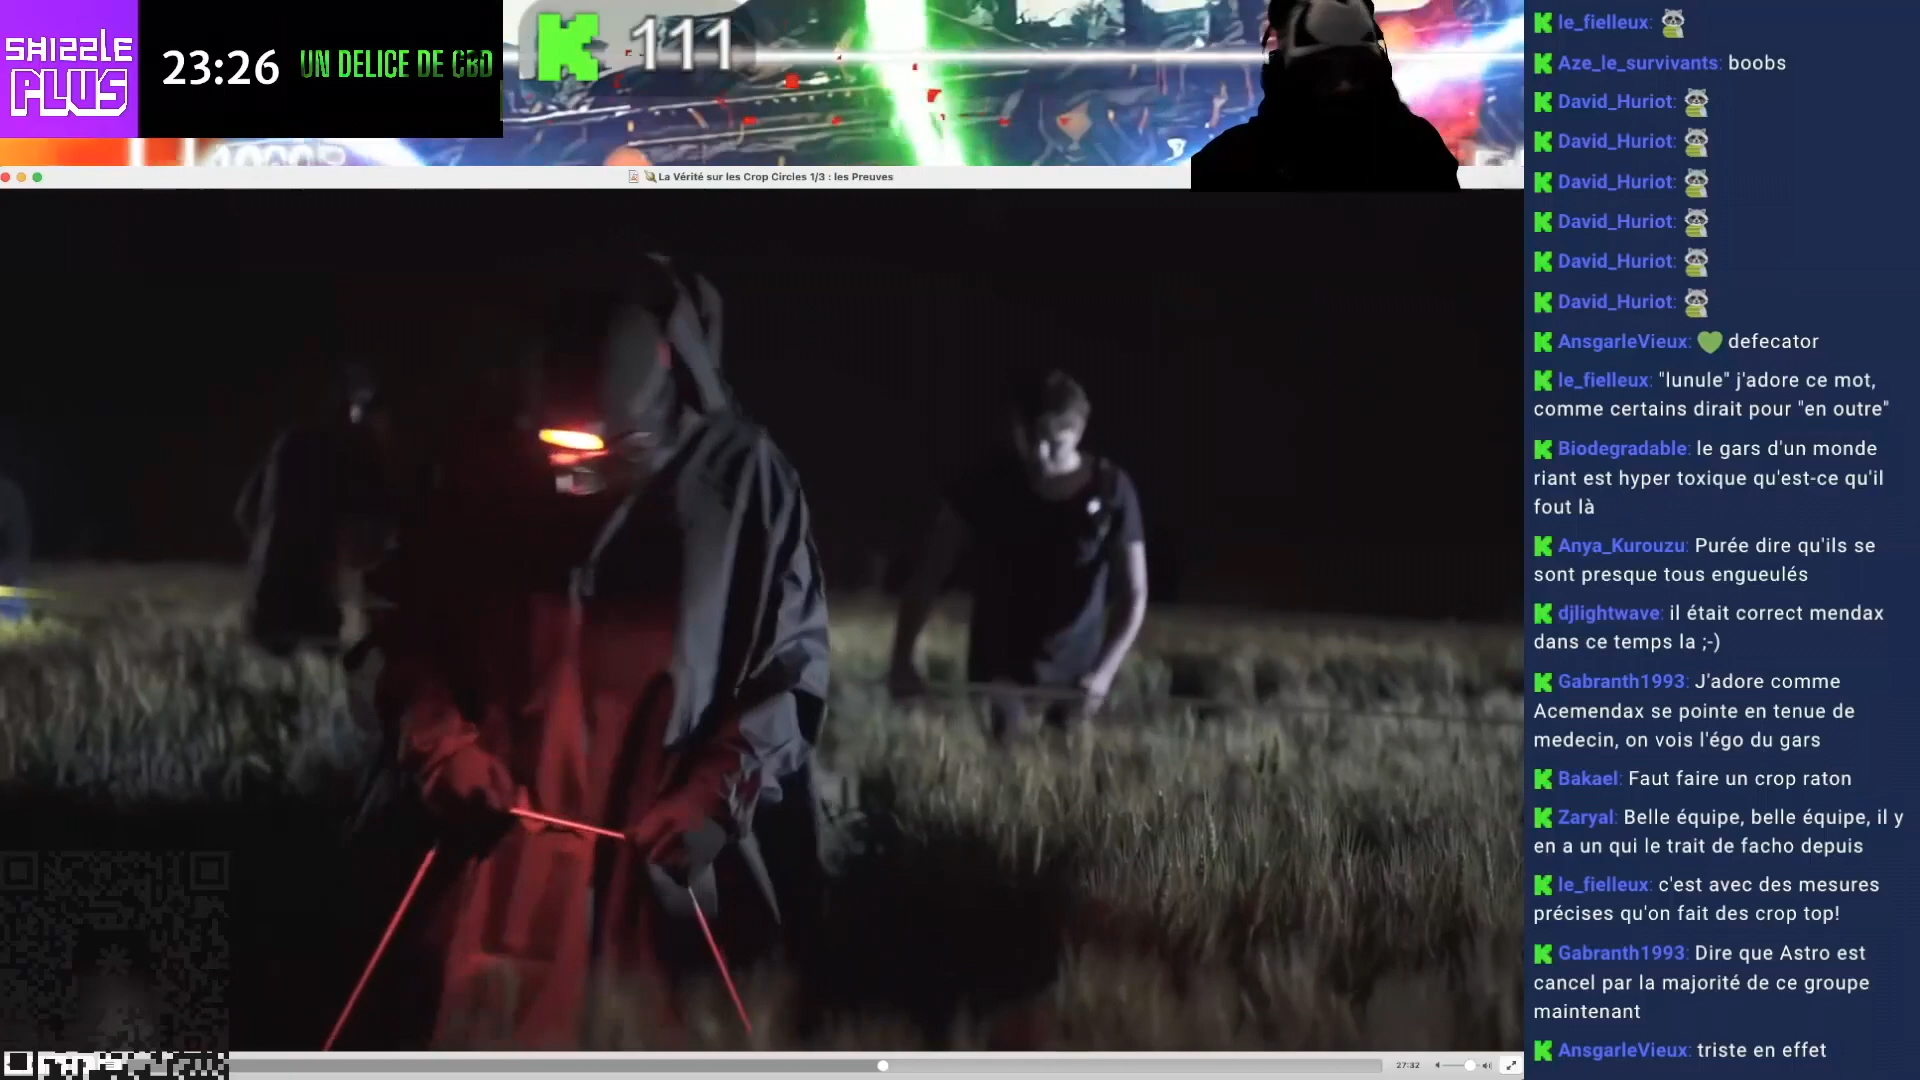 SHIZZLE
PLUS
23:26
UN DELICE DE CBD
111
La Vérité sur les Crop Circles 1/3 : les Preuves
27:32
le_fielleux:
Aze_le_survivants: boobs
David_Huriot:
David_Huriot:
David_Huriot:
David_Huriot:
David_Huriot:
David_Huriot:
AnsgarleVieux: defecator
le_fielleux: "lunule" j'adore ce mot,
comme certains dirait pour "en outre"
Biodegradable: le gars d'un monde
riant est hyper toxique qu'est-ce qu'il
fout là
Anya_Kurouzu: Purée dire qu'ils se
sont presque tous engueulés
djlightwave: il était correct mendax
dans ce temps la ;-)
Gabranth1993: J'adore comme
Acemendax se pointe en tenue de
medecin, on vois l'égo du gars
Bakael: Faut faire un crop raton
Zaryal: Belle équipe, belle équipe, il y
en a un qui le trait de facho depuis
le_fielleux: c'est avec des mesures
précises qu'on fait des crop top!
Gabranth1993: Dire que Astro est
cancel par la majorité de ce groupe
maintenant
AnsgarleVieux: triste en effet